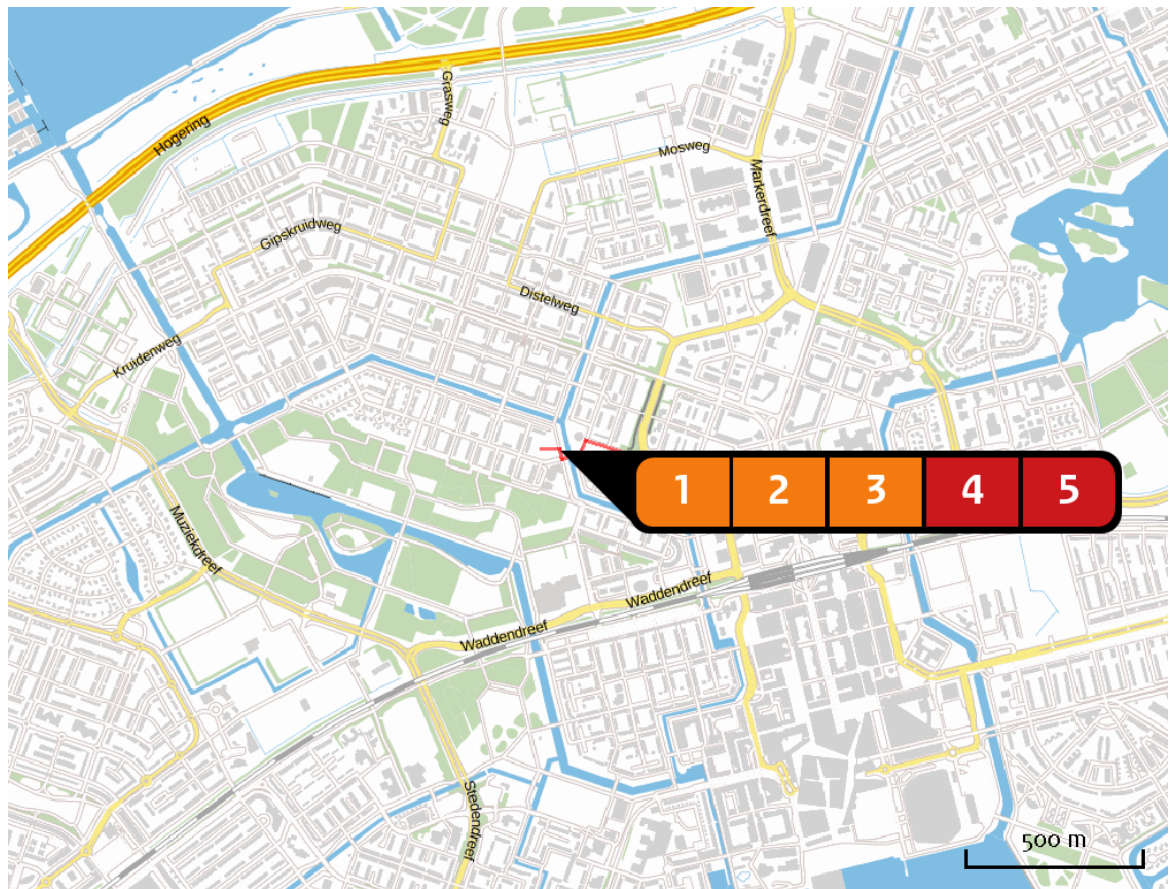 Grasweg
Hogering
Mosweg
Markerdreef
Gipskruidweg
Distelweg
Kruidenweg
1 2 3 4 5
Muziekdreef
Waddendreef
Waddendreef
Stedendreef
500 m